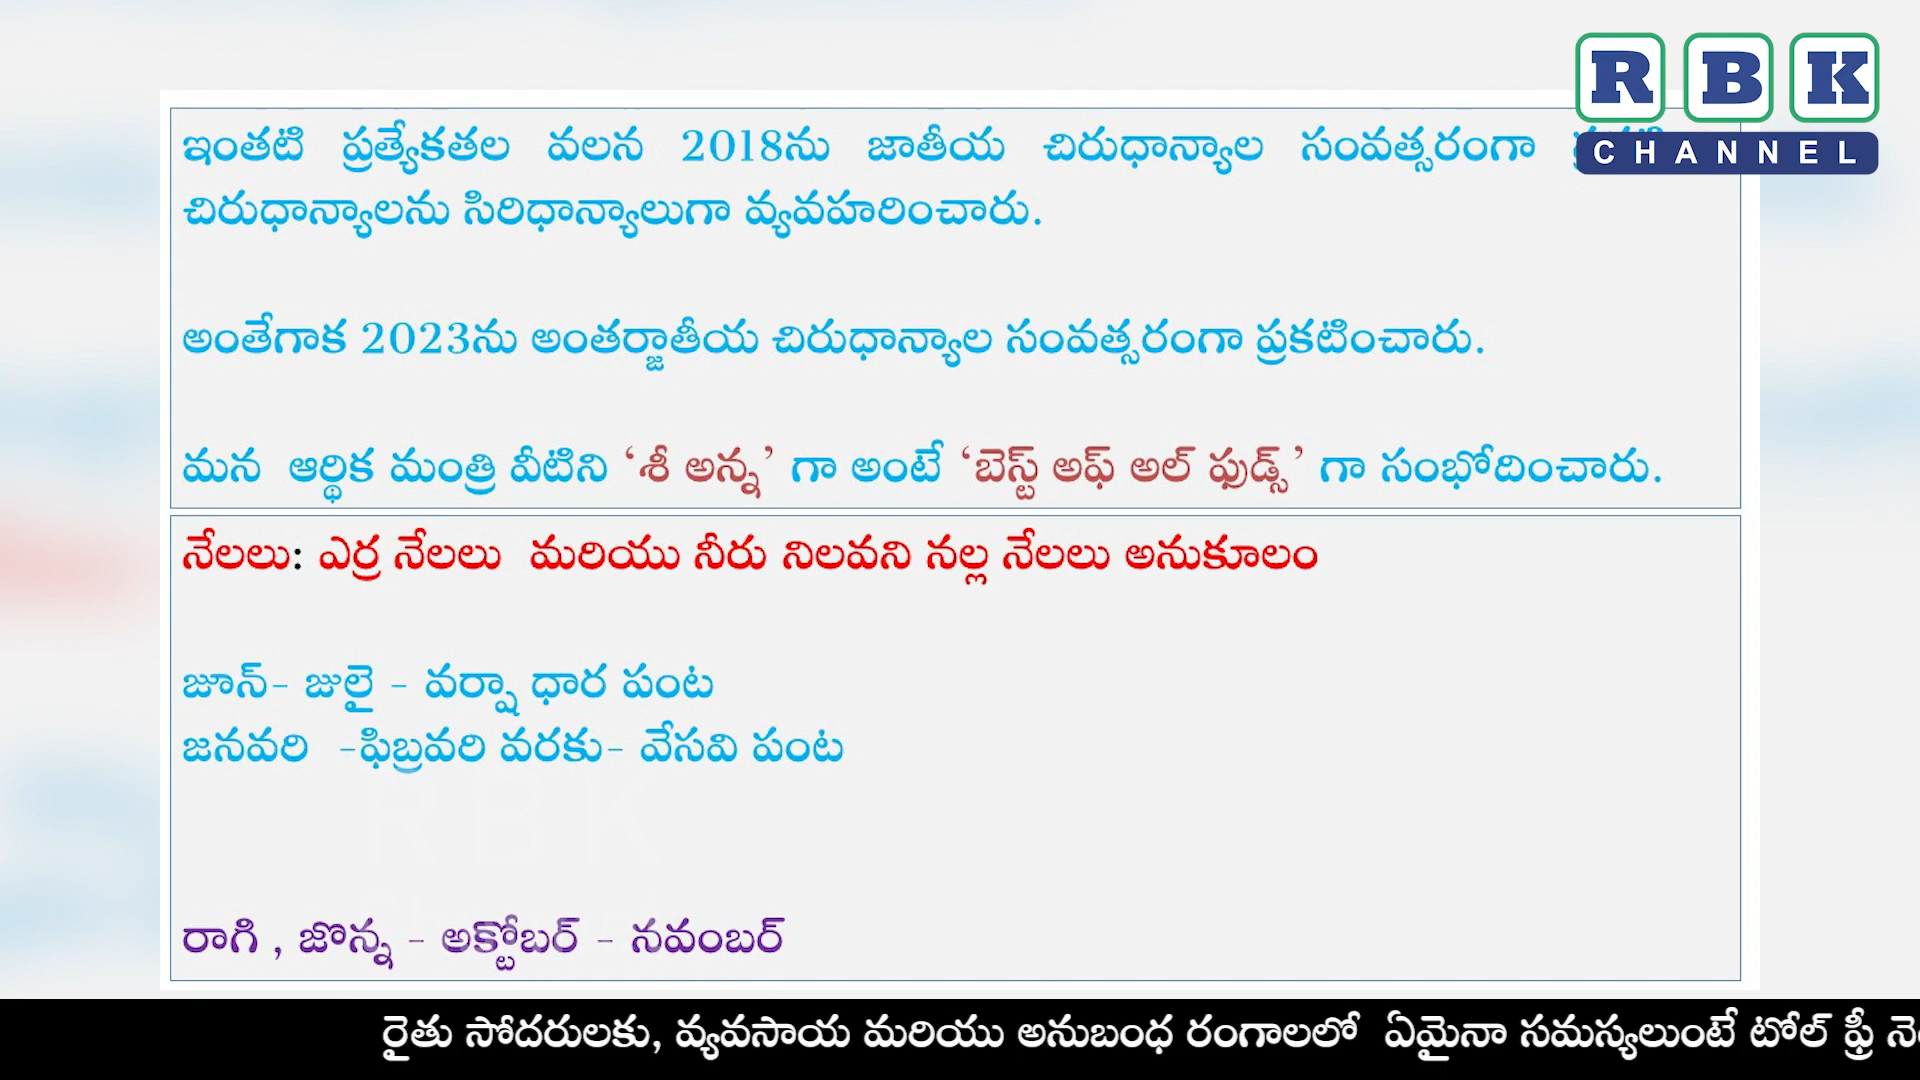 R B K
CHANNEL
ఇంతటి ప్రత్యేకతల వలన 2018ను జాతీయ చిరుధాన్యాల సంవత్సరంగా
చిరుధాన్యాలను సిరిధాన్యాలుగా వ్యవహరించారు.
అంతేగాక 2023ను అంతర్జాతీయ చిరుధాన్యాల సంవత్సరంగా ప్రకటించారు.
మన ఆర్థిక మంత్రి వీటిని ‘శీ అన్న’ గా అంటే ‘బెస్ట్ అఫ్ అల్ ఫుడ్స్’ గా సంభోదించారు.
నేలలు: ఎర్ర నేలలు మరియు నీరు నిలవని నల్ల నేలలు అనుకూలం
జూన్- జులై - వర్షా ధార పంట
జనవరి -ఫిబ్రవరి వరకు- వేసవి పంట
రాగి , జొన్న - అక్టోబర్ - నవంబర్
రైతు సోదరులకు, వ్యవసాయ మరియు అనుబంధ రంగాలలో ఏమైనా సమస్యలుంటే టోల్ ఫ్రీ